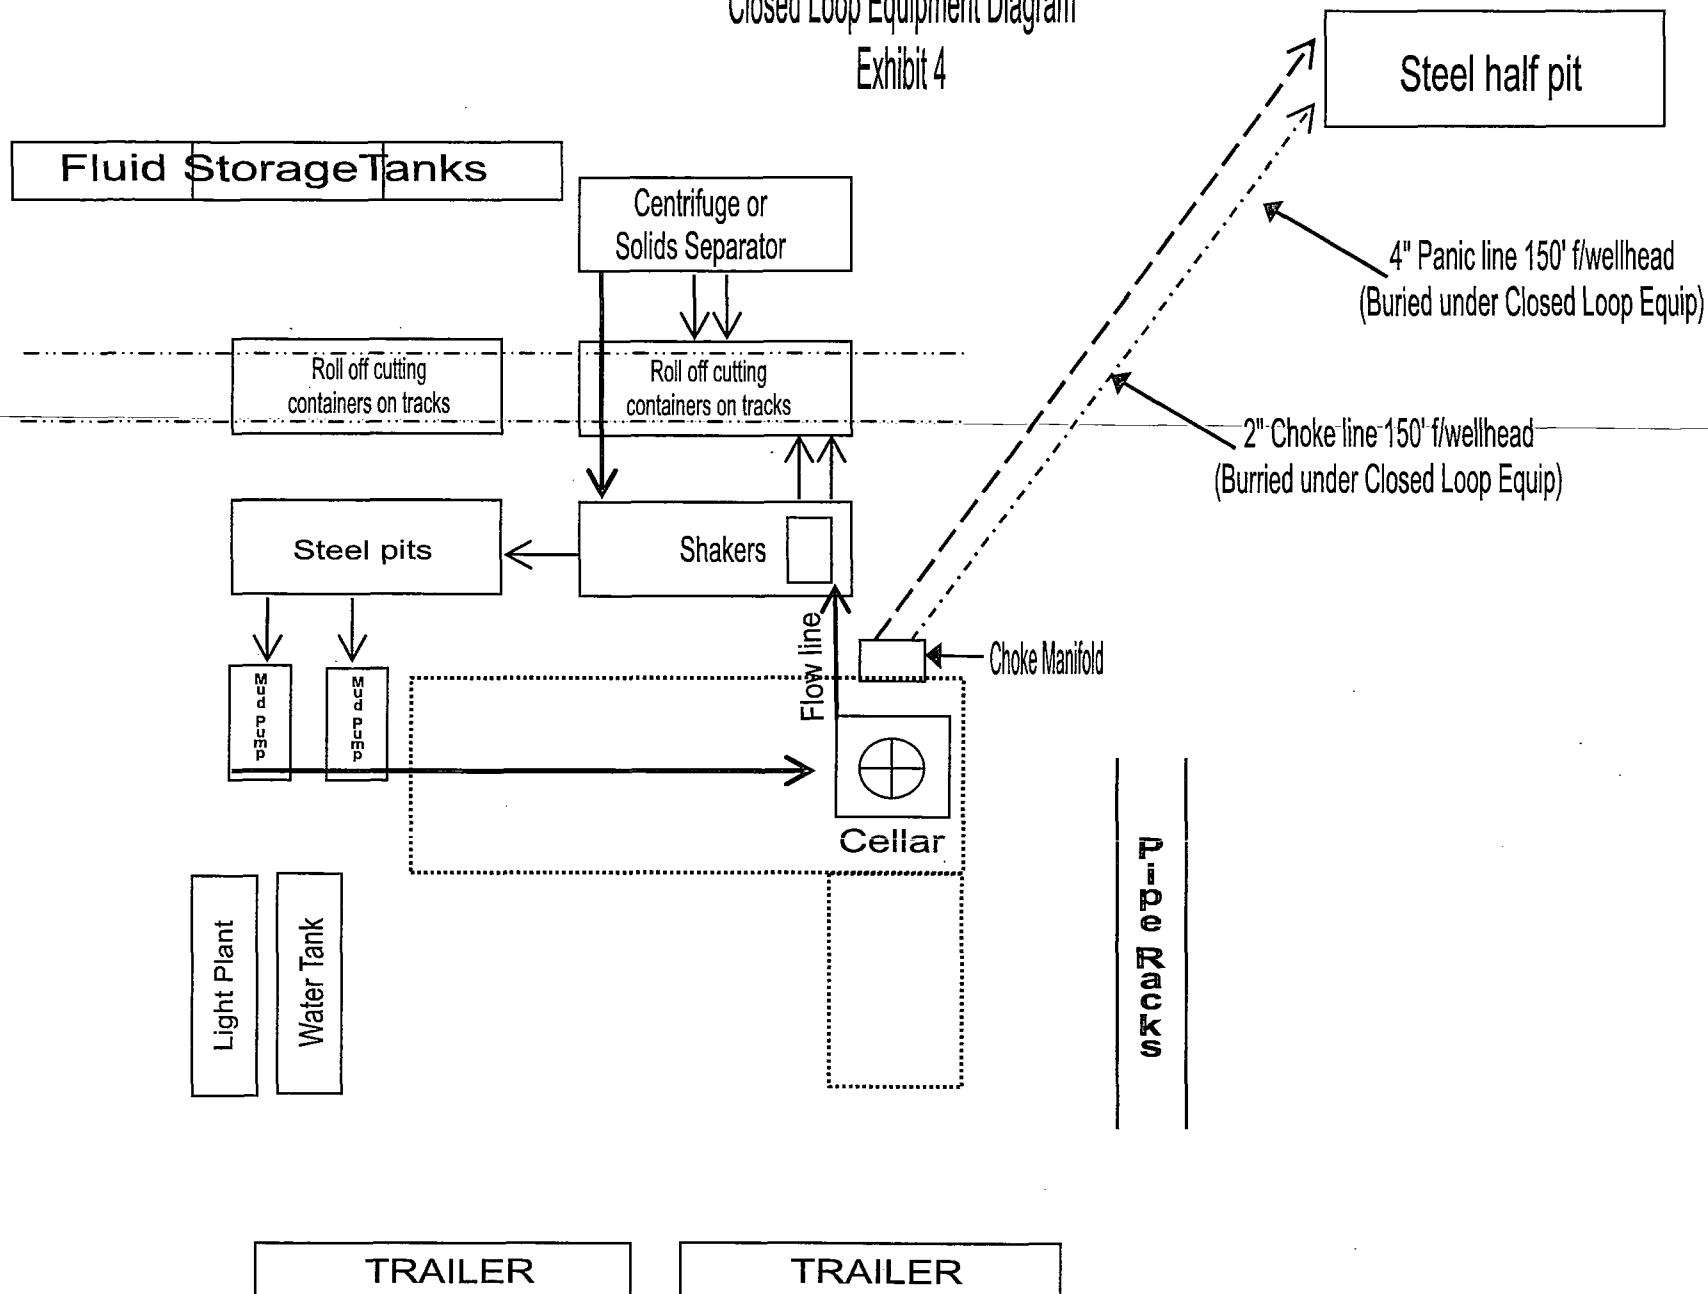 Closed Loop Equipment Diagram
Exhibit 4
Steel half pit
Fluid StorageTanks
Centrifuge or
Solids Separator
4" Panic line 150' f/wellhead
(Buried under Closed Loop Equip)
Roll off cutting
containers on tracks
Roll off cutting
containers on tracks
2" Choke line 150' f/wellhead
(Burried under Closed Loop Equip)
Steel pits
Shakers
Flow line
Choke Manifold
Mud Pump
Mud Pump
Cellar
Pipe Racks
Light Plant
Water Tank
TRAILER
TRAILER